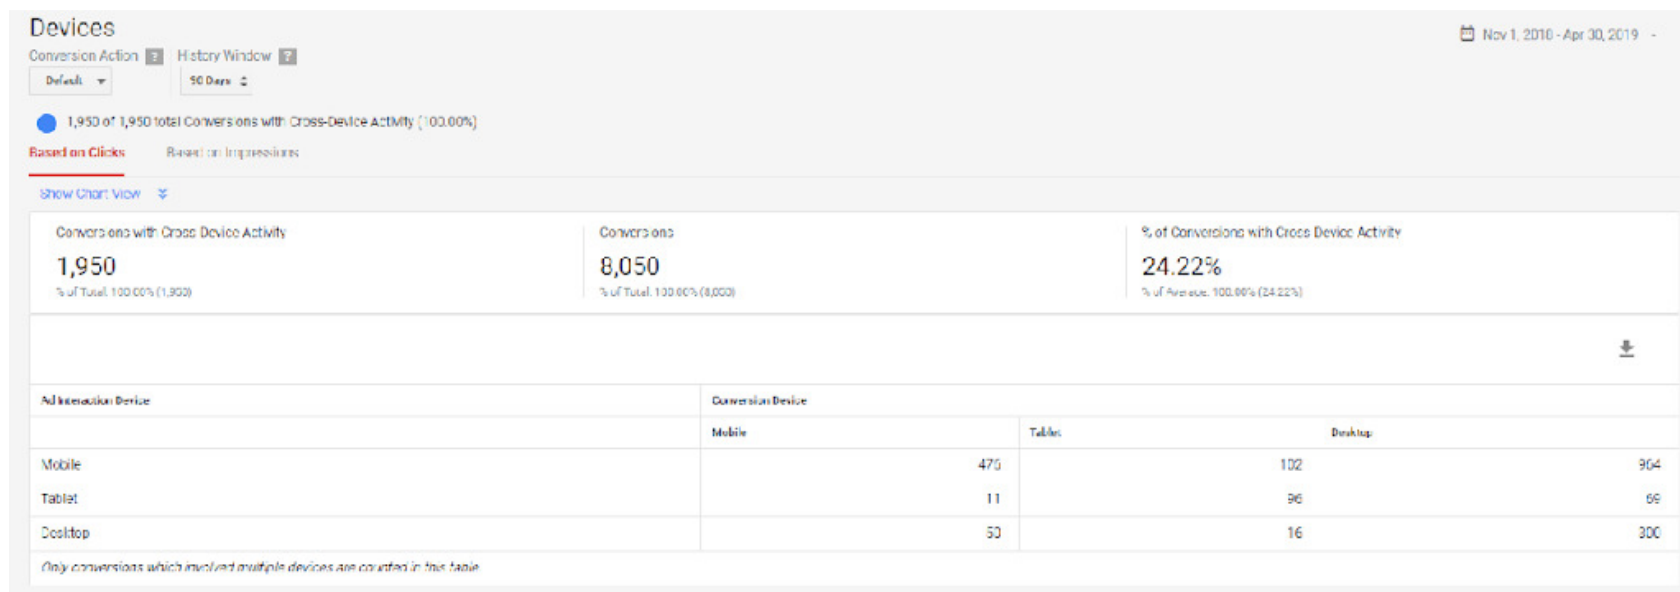 Devices
Nov 1, 2018 - Apr 30, 2019
Conversion Action ? History Window ?
Default 90 Days
1,950 of 1,950 total Conversions with Cross-Device Activity (100.00%)
Based on Clicks Based on Impressions
Show Chart View
Conversions with Cross Device Activity Conversions % of Conversions with Cross Device Activity
1,950 8,050 24.22%
% of Total: 100.00% (1,950) % of Total: 100.00% (8,050) % of Average: 100.00% (24.22%)
Ad Interaction Device Conversion Device
Mobile Tablet Desktop
Mobile 102 964
Tablet 11 96 69
Desktop 16 300
Only conversions which involved multiple devices are counted in this table